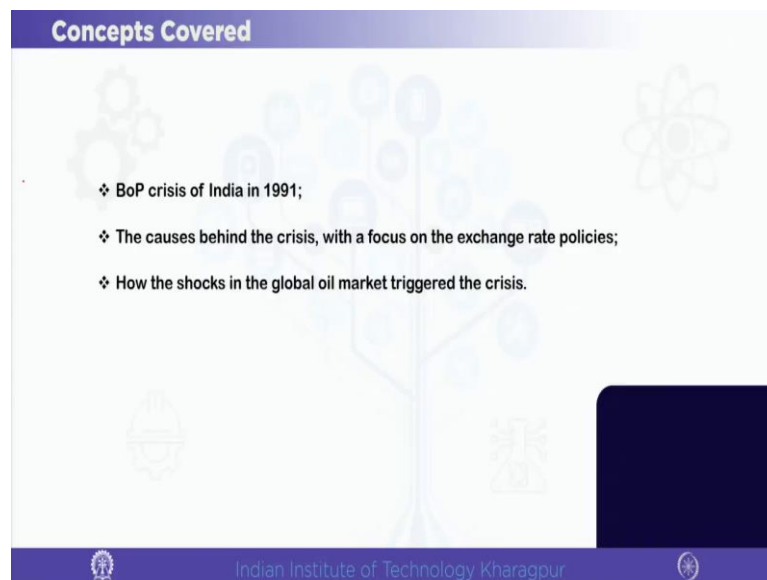 Concepts Covered
❖ BoP crisis of India in 1991;
❖ The causes behind the crisis, with a focus on the exchange rate policies;
❖ How the shocks in the global oil market triggered the crisis.
Indian Institute of Technology Kharagpur